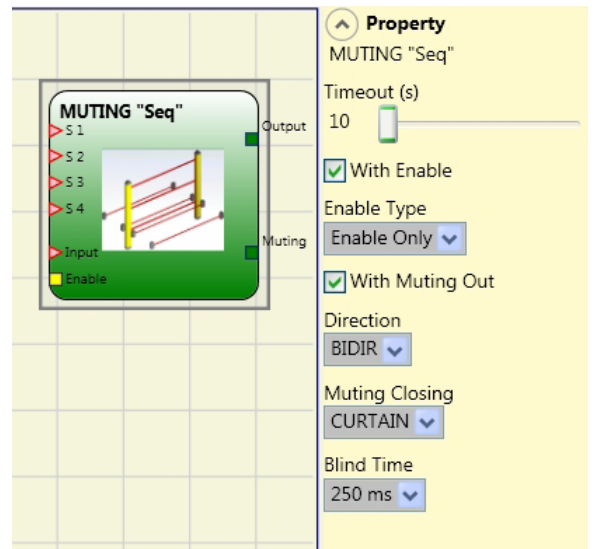 MUTING "Seq"
S 1
S 2
S 3
S 4
Input
Enable
Output
Muting
Property
MUTING "Seq"
Timeout (s)
10
With Enable
Enable Type
Enable Only
With Muting Out
Direction
BIDIR
Muting Closing
CURTAIN
Blind Time
250 ms